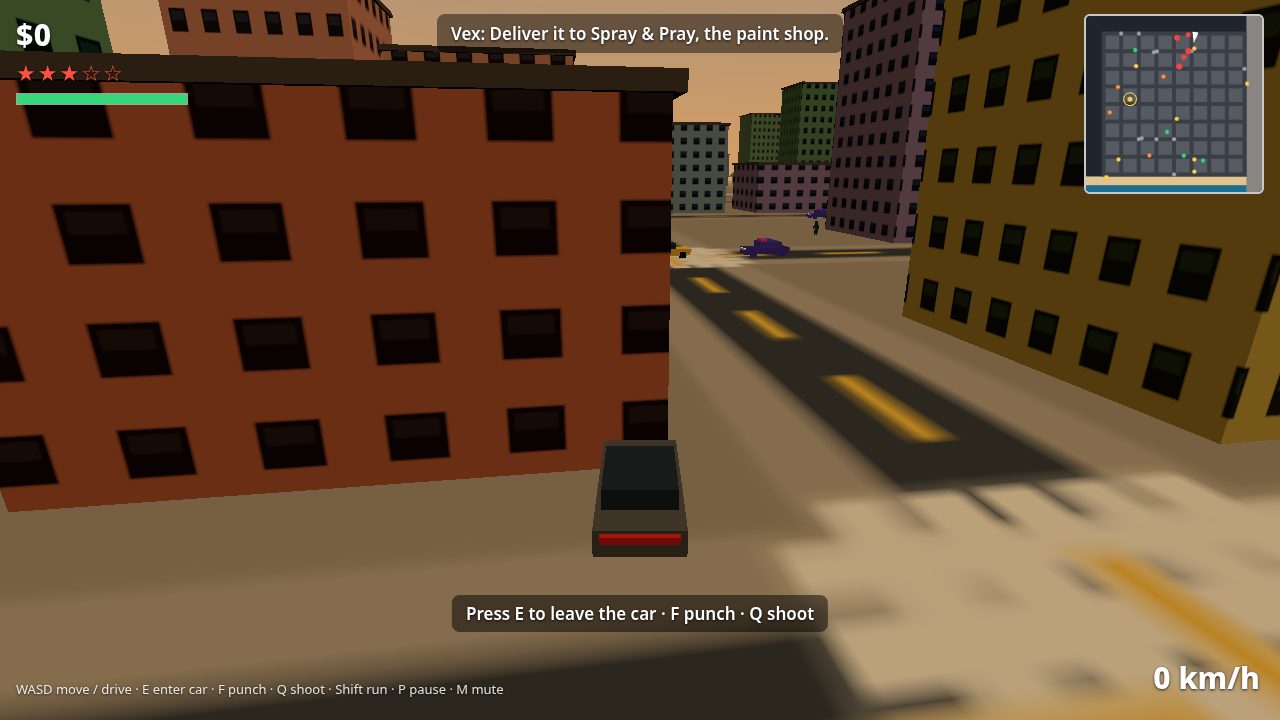 $0
Vex: Deliver it to Spray & Pray, the paint shop.
★★★☆☆
Press E to leave the car · F punch · Q shoot
WASD move / drive · E enter car · F punch · Q shoot · Shift run · P pause · M mute
0 km/h